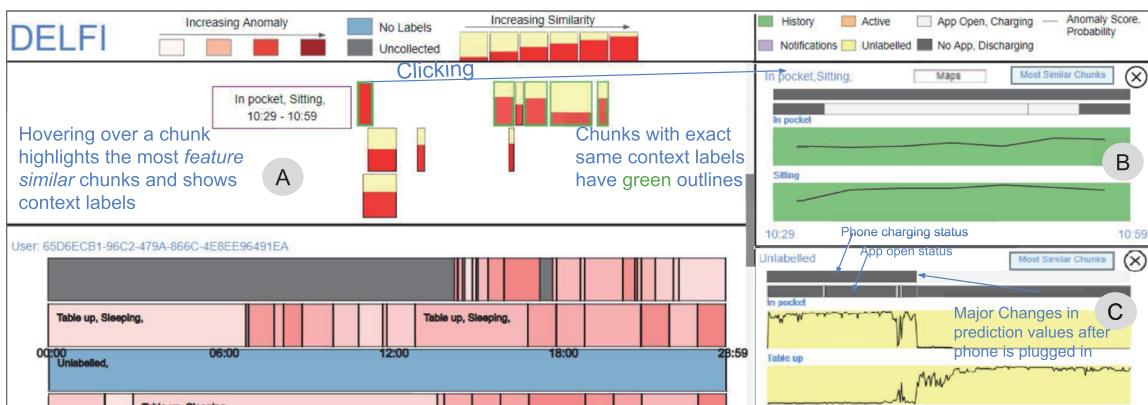 DELFI
Increasing Anomaly
No Labels
Uncollected
Increasing Similarity
History
Active
App Open, Charging
Anomaly Score,
Probability
Notifications
Unlabelled
No App, Discharging
Clicking
In pocket, Sitting,
10:29 - 10:59
Hovering over a chunk
highlights the most feature
similar chunks and shows
context labels
A
Chunks with exact
same context labels
have green outlines
In pocket,Sitting,
Maps
Most Similar Chunks
In pocket
B
Sitting
10:29
10:59
User: 65D6ECB1-96C2-479A-866C-4E8EE96491EA
Table up, Sleeping,
Table up, Sleeping,
00:00
06:00
12:00
18:00
23:59
Unlabelled,
Table up, Sleeping,
Phone charging status
App open status
Unlabelled
Most Similar Chunks
In pocket
Major Changes in
prediction values after
phone is plugged in
C
Table up